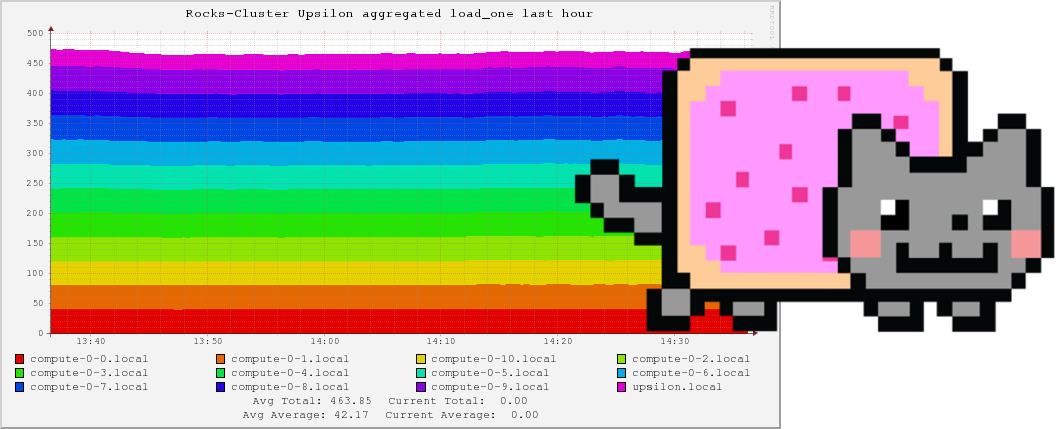 Rocks-Cluster Upsilon aggregated load_one last hour
500
450
400
350
300
250
200
150
100
50
0
13:40 13:50 14:00 14:10 14:20 14:30
compute-0-0.local compute-0-1.local compute-0-10.local compute-0-2.local
compute-0-3.local compute-0-4.local compute-0-5.local compute-0-6.local
compute-0-7.local compute-0-8.local compute-0-9.local upsilon.local
Avg Total: 463.85 Current Total: 0.00
Avg Average: 42.17 Current Average: 0.00